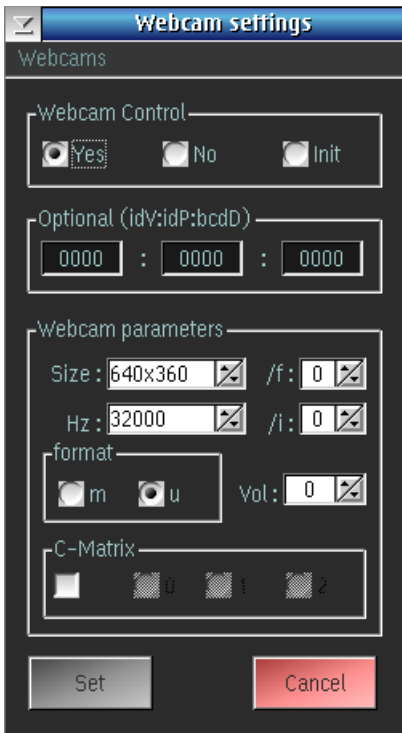 Webcam settings
Webcams
Webcam Control
Yes No Init
Optional (idV:idP:bcdD)
0000 : 0000 : 0000
Webcam parameters
Size : 640x360 /f : 0
Hz : 32000 /i : 0
format
m u Vol : 0
C-Matrix
0 1 2
Set Cancel